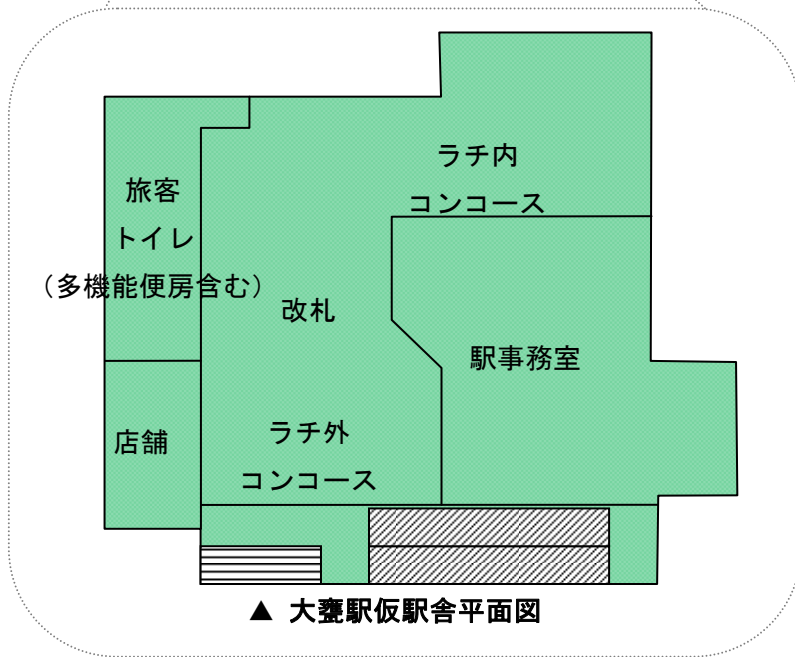 ラチ内
コンコース
旅客
トイレ
（多機能便房含む）
改札
駅事務室
店舗
ラチ外
コンコース
▲ 大甕駅仮駅舎平面図